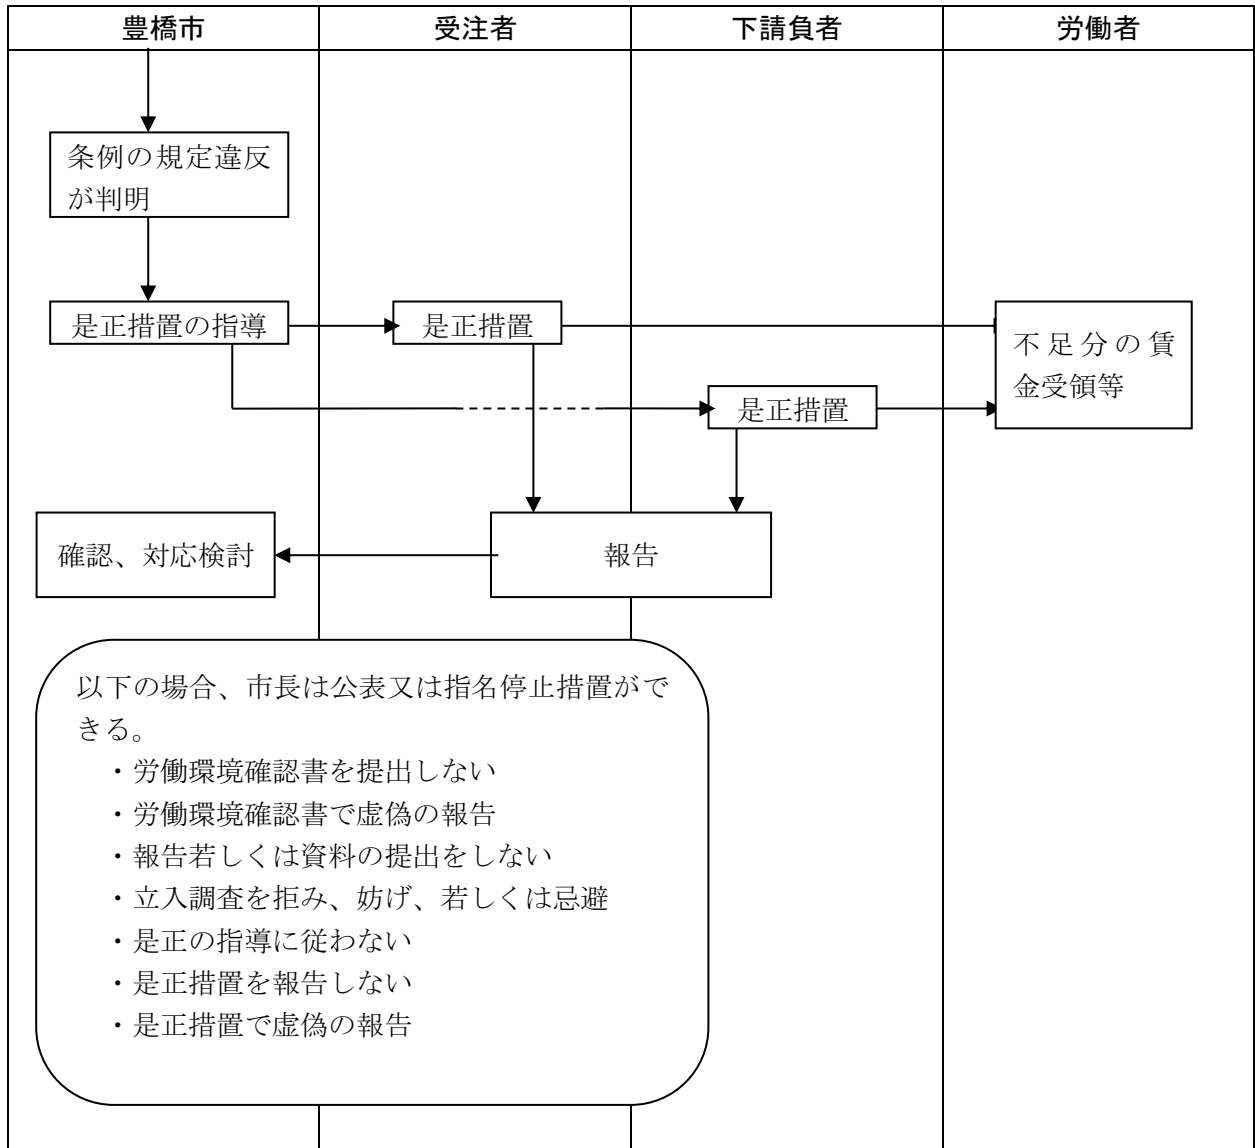 豊橋市 受注者 下請負者 労働者
条例の規定違反
が判明
是正措置の指導 是正措置
不足分の賃
金受領等
是正措置
確認、対応検討 報告
以下の場合、市長は公表又は指名停止措置がで
きる。
・労働環境確認書を提出しない
・労働環境確認書で虚偽の報告
・報告若しくは資料の提出をしない
・立入調査を拒み、妨げ、若しくは忌避
・是正の指導に従わない
・是正措置を報告しない
・是正措置で虚偽の報告